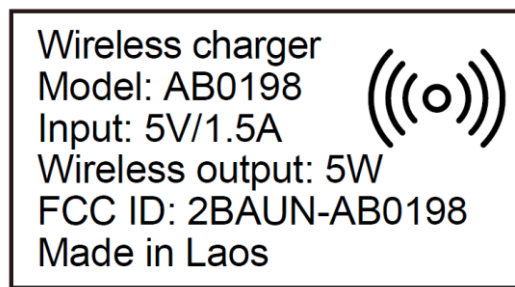 Wireless charger
Model: AB0198
Input: 5V/1.5A
Wireless output: 5W
FCC ID: 2BAUN-AB0198
Made in Laos